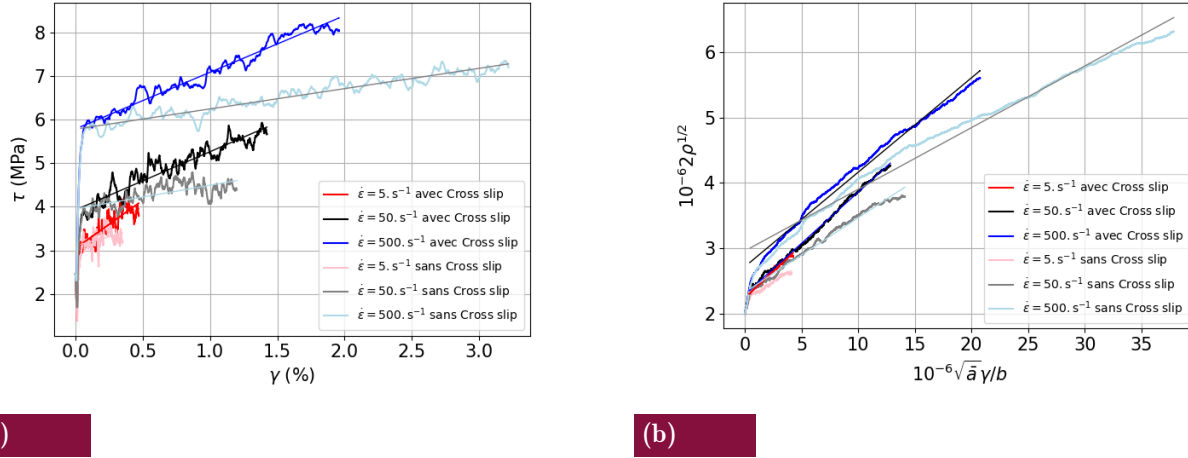 8
7
6
5
4
3
2
τ (MPa)
0.0 0.5 1.0 1.5 2.0 2.5 3.0
γ (%)
ε̇ = 5. s⁻¹ avec Cross slip
ε̇ = 50. s⁻¹ avec Cross slip
ε̇ = 500. s⁻¹ avec Cross slip
ε̇ = 5. s⁻¹ sans Cross slip
ε̇ = 50. s⁻¹ sans Cross slip
ε̇ = 500. s⁻¹ sans Cross slip
)
6
5
4
3
2
10⁻⁶2ρ^{1/2}
0 5 10 15 20 25 30 35
10⁻⁶√ā γ/b
ε̇ = 5. s⁻¹ avec Cross slip
ε̇ = 50. s⁻¹ avec Cross slip
ε̇ = 500. s⁻¹ avec Cross slip
ε̇ = 5. s⁻¹ sans Cross slip
ε̇ = 50. s⁻¹ sans Cross slip
ε̇ = 500. s⁻¹ sans Cross slip
(b)